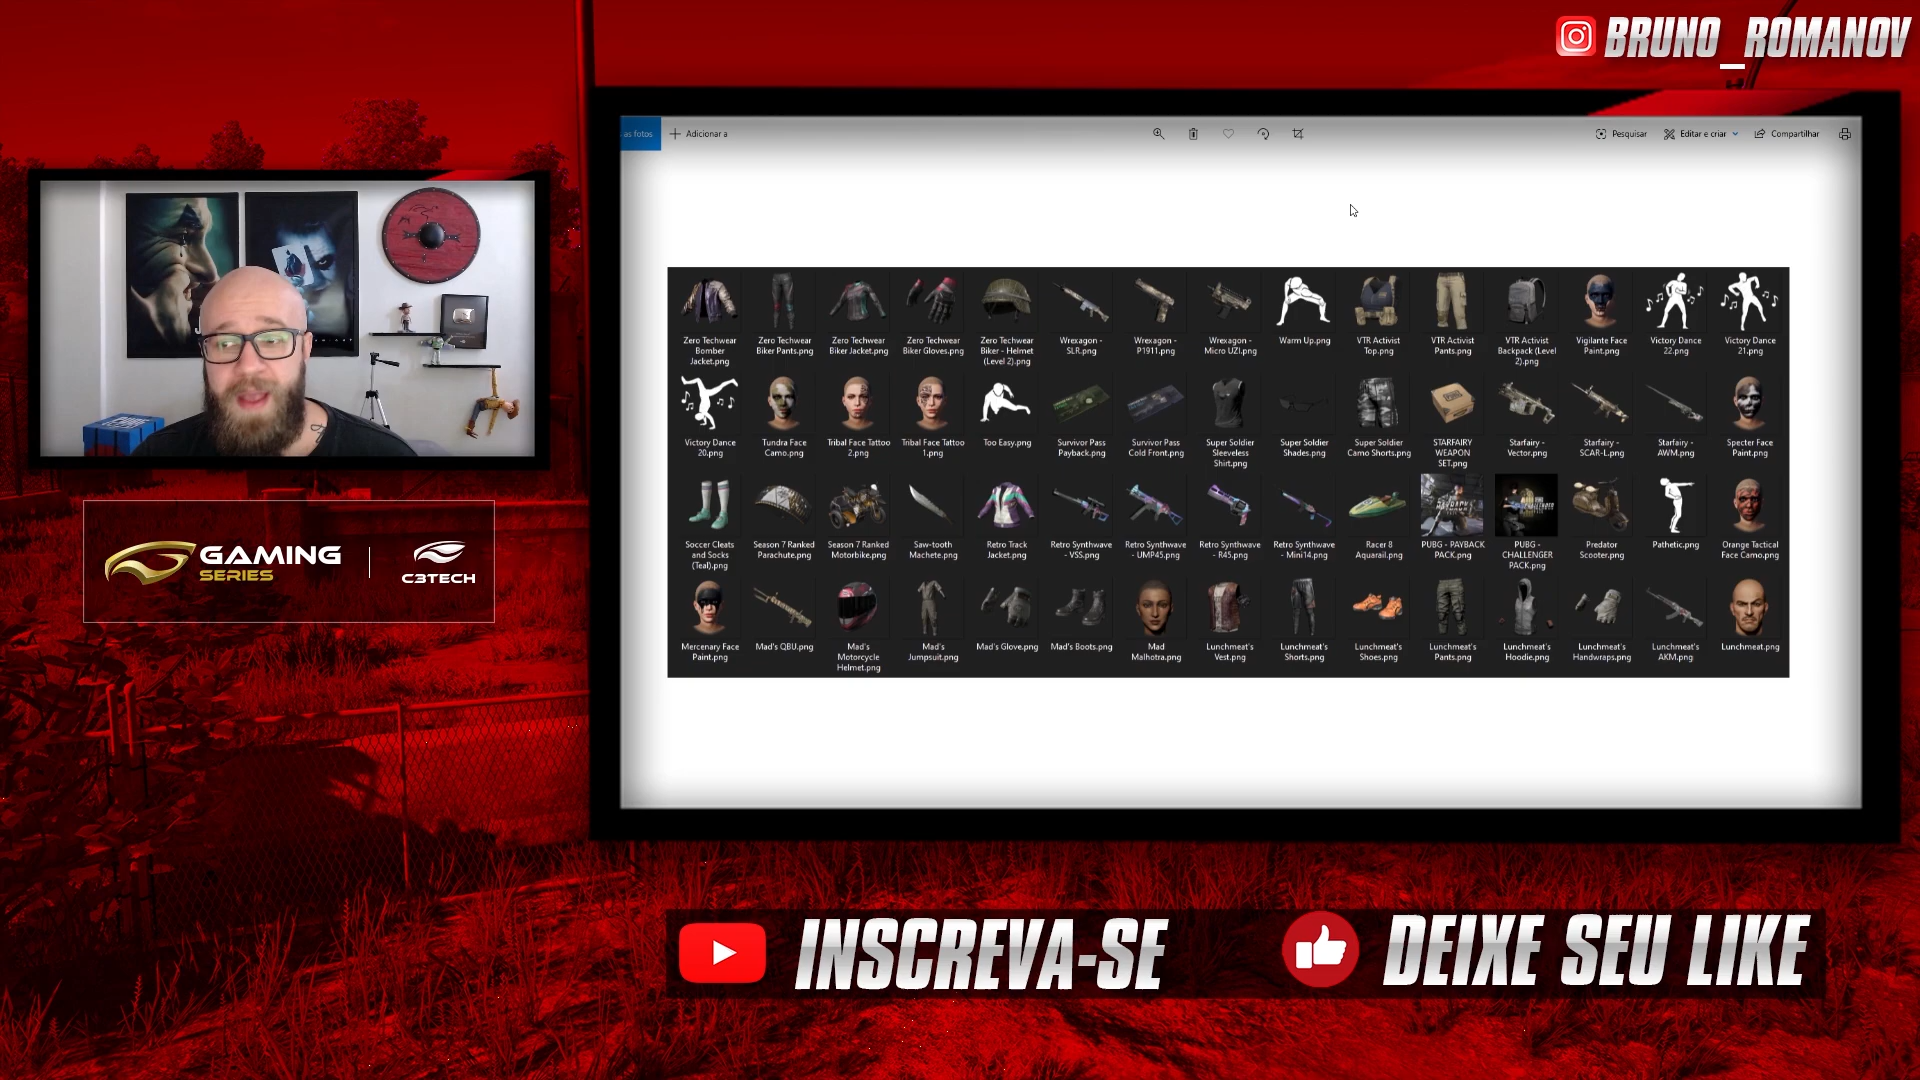 BRUNO_ROMANOV
as fotos
Adicionar a
Pesquisar
Editar e criar
Compartilhar
Zero Techwear
Bomber
Jacket.png
Zero Techwear
Biker Pants.png
Zero Techwear
Biker Jacket.png
Zero Techwear
Biker Gloves.png
Zero Techwear
Biker - Helmet
(Level 2).png
Wrexagon -
SLR.png
Wrexagon -
P1911.png
Wrexagon -
Micro UZI.png
Warm Up.png
VTR Activist
Top.png
VTR Activist
Pants.png
VTR Activist
Backpack (Level
2).png
Vigilante Face
Paint.png
Victory Dance
22.png
Victory Dance
21.png
Victory Dance
20.png
Tundra Face
Camo.png
Tribal Face Tattoo
2.png
Tribal Face Tattoo
1.png
Too Easy.png
Survivor Pass
Payback.png
Survivor Pass
Cold Front.png
Super Soldier
Sleeveless
Shirt.png
Super Soldier
Shades.png
Super Soldier
Camo Shorts.png
STARFAIRY
WEAPON
SET.png
Starfairy -
Vector.png
Starfairy -
SCAR-L.png
Starfairy -
AWM.png
Specter Face
Paint.png
Soccer Cleats
and Socks
(Teal).png
Season 7 Ranked
Parachute.png
Season 7 Ranked
Motorbike.png
Saw-tooth
Machete.png
Retro Track
Jacket.png
Retro Synthwave
- VSS.png
Retro Synthwave
- UMP45.png
Retro Synthwave
- R45.png
Retro Synthwave
- Mini14.png
Racer 8
Aquarail.png
PUBG - PAYBACK
PACK.png
PUBG -
CHALLENGER
PACK.png
Predator
Scooter.png
Pathetic.png
Orange Tactical
Face Camo.png
Mercenary Face
Paint.png
Mad's QBU.png
Mad's
Motorcycle
Helmet.png
Mad's
Jumpsuit.png
Mad's Glove.png
Mad's Boots.png
Mad
Malhotra.png
Lunchmeat's
Vest.png
Lunchmeat's
Shorts.png
Lunchmeat's
Shoes.png
Lunchmeat's
Pants.png
Lunchmeat's
Hoodie.png
Lunchmeat's
Handwraps.png
Lunchmeat's
AKM.png
Lunchmeat.png
GAMING
SERIES
C3TECH
INSCREVA-SE
DEIXE SEU LIKE